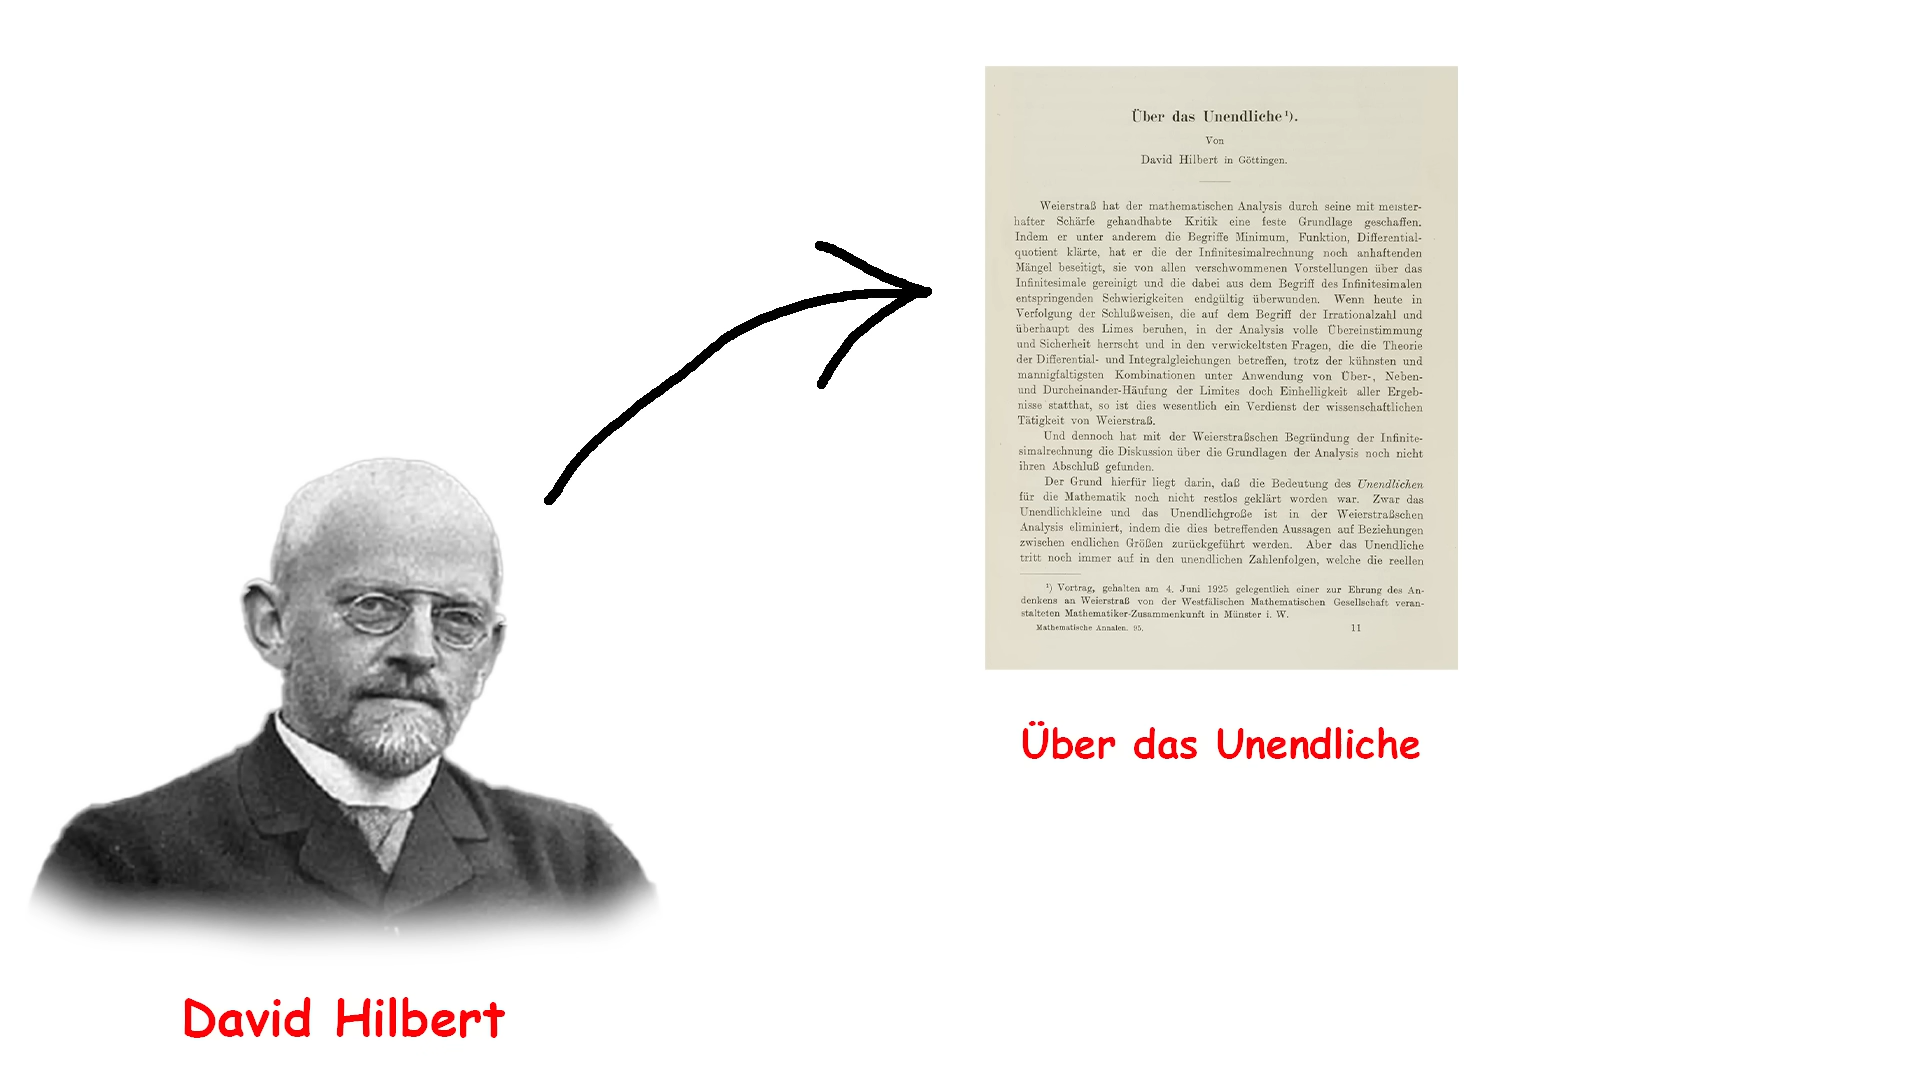 Über das Unendliche¹).
Von
David Hilbert in Göttingen.
Weierstraß hat der mathematischen Analysis durch seine mit meister-
hafter Schärfe gehandhabte Kritik eine feste Grundlage geschaffen.
Indem er unter anderem die Begriffe Minimum, Funktion, Differential-
quotient klärte, hat er die der Infinitesimalrechnung noch anhaftenden
Mängel beseitigt, sie von allen verschwommenen Vorstellungen über das
Infinitesimale gereinigt und die dabei aus dem Begriff des Infinitesimalen
entspringenden Schwierigkeiten endgültig überwunden. Wenn heute in
Verfolgung der Schlußweisen, die auf dem Begriff der Irrationalzahl und
überhaupt des Limes beruhen, in der Analysis volle Übereinstimmung
und Sicherheit herrscht und in den verwickeltsten Fragen, die die Theorie
der Differential- und Integralgleichungen betreffen, trotz der kühnsten und
mannigfaltigsten Kombinationen unter Anwendung von Über-, Neben-
und Durcheinander-Häufung der Limites doch Einhelligkeit aller Ergeb-
nisse statthat, so ist dies wesentlich ein Verdienst der wissenschaftlichen
Tätigkeit von Weierstraß.
Und dennoch hat mit der Weierstraßschen Begründung der Infinite-
simalrechnung die Diskussion über die Grundlagen der Analysis noch nicht
ihren Abschluß gefunden.
Der Grund hierfür liegt darin, daß die Bedeutung des Unendlichen
für die Mathematik noch nicht restlos geklärt worden war. Zwar das
Unendlichkleine und das Unendlichgroße ist in der Weierstraßschen
Analysis eliminiert, indem die dies betreffenden Aussagen auf Beziehungen
zwischen endlichen Größen zurückgeführt werden. Aber das Unendliche
tritt noch immer auf in den unendlichen Zahlenfolgen, welche die reellen
¹) Vortrag, gehalten am 4. Juni 1925 gelegentlich einer zur Ehrung des An-
denkens an Weierstraß von der Westfälischen Mathematischen Gesellschaft veran-
stalteten Mathematiker-Zusammenkunft in Münster i. W.
Mathematische Annalen. 95. 11
Über das Unendliche
David Hilbert